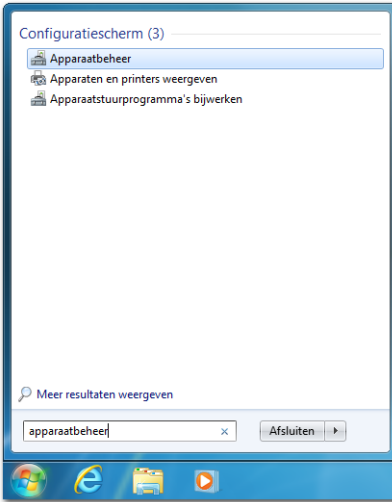 Configuratiescherm (3)
Apparaatbeheer
Apparaten en printers weergeven
Apparaatstuurprogramma's bijwerken
Meer resultaten weergeven
apparaatbeheer
Afsluiten